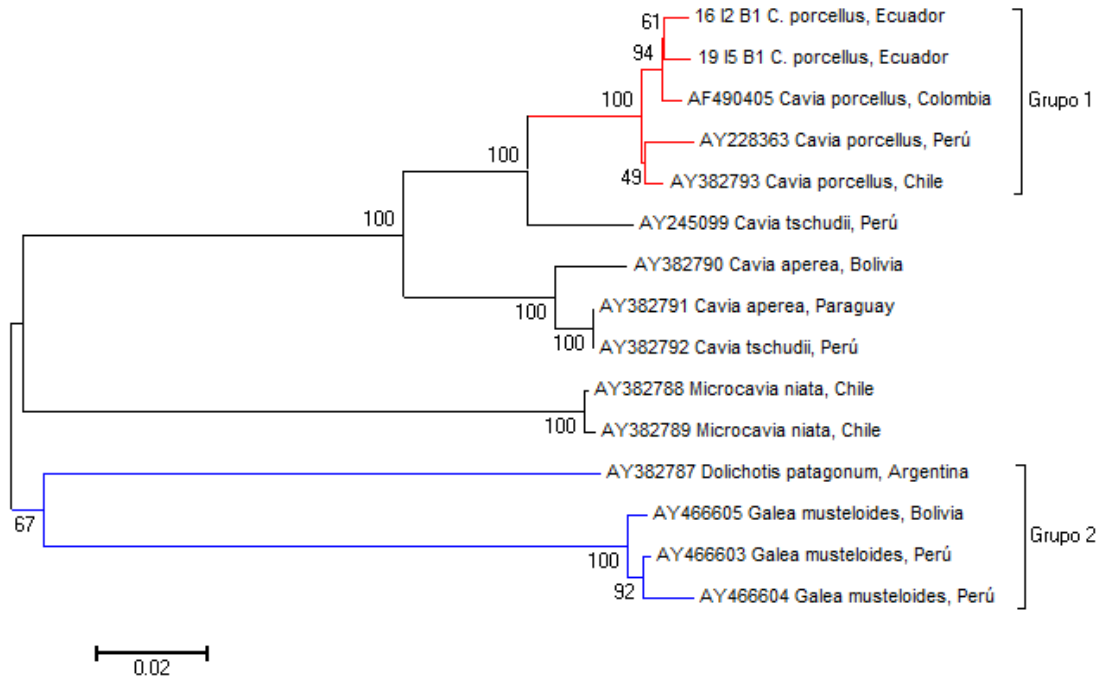 61
16 I2 B1 C. porcellus, Ecuador
94
19 I5 B1 C. porcellus, Ecuador
100
AF490405 Cavia porcellus, Colombia
Grupo 1
100
AY228363 Cavia porcellus, Perú
49
AY382793 Cavia porcellus, Chile
100
AY245099 Cavia tschudii, Perú
AY382790 Cavia aperea, Bolivia
100
AY382791 Cavia aperea, Paraguay
100
AY382792 Cavia tschudii, Perú
AY382788 Microcavia niata, Chile
100
AY382789 Microcavia niata, Chile
AY382787 Dolichotis patagonum, Argentina
67
AY466605 Galea musteloides, Bolivia
Grupo 2
100
AY466603 Galea musteloides, Perú
92
AY466604 Galea musteloides, Perú
0.02